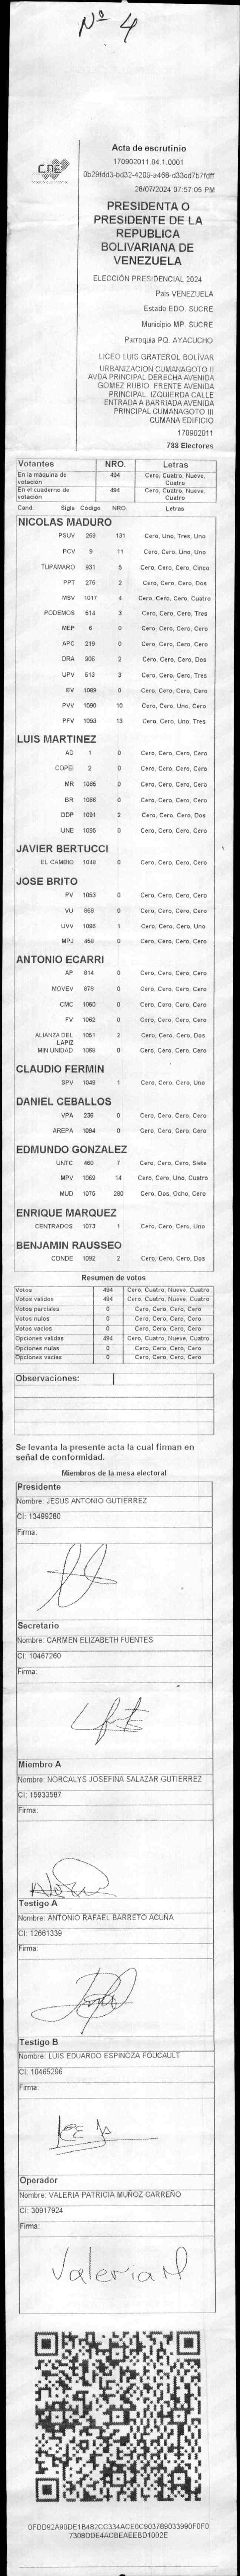 Nº 4
CNE
Acta de escrutinio
170902011.04.1.0001
0b29fdd3-bd32-4206-a468-d33cd7b7fdff
28/07/2024 07:57:05 PM
PRESIDENTA O
PRESIDENTE DE LA
REPUBLICA
BOLIVARIANA DE
VENEZUELA
ELECCIÓN PRESIDENCIAL 2024
País VENEZUELA
Estado EDO. SUCRE
Municipio MP. SUCRE
Parroquia PQ. AYACUCHO
LICEO LUIS GRATEROL BOLÍVAR
URBANIZACIÓN CUMANAGOTO II
AVDA PRINCIPAL DERECHA AVENIDA
GOMEZ RUBIO. FRENTE AVENIDA
PRINCIPAL. IZQUIERDA CALLE
ENTRADA A BARRIADA AVENIDA
PRINCIPAL CUMANAGOTO III
CUMANA EDIFICIO
170902011
788 Electores
Votantes NRO. Letras
En la máquina de votación 494 Cero, Cuatro, Nueve, Cuatro
En el cuaderno de votación 494 Cero, Cuatro, Nueve, Cuatro
Cand. Sigla Codigo NRO. Letras
NICOLAS MADURO
PSUV 269 131 Cero, Uno, Tres, Uno
PCV 9 11 Cero, Cero, Uno, Uno
TUPAMARO 931 5 Cero, Cero, Cero, Cinco
PPT 276 2 Cero, Cero, Cero, Dos
MSV 1017 4 Cero, Cero, Cero, Cuatro
PODEMOS 514 3 Cero, Cero, Cero, Tres
MEP 6 0 Cero, Cero, Cero, Cero
APC 219 0 Cero, Cero, Cero, Cero
ORA 906 2 Cero, Cero, Cero, Dos
UPV 513 3 Cero, Cero, Cero, Tres
EV 1089 0 Cero, Cero, Cero, Cero
PVV 1090 10 Cero, Cero, Uno, Cero
PFV 1093 13 Cero, Cero, Uno, Tres
LUIS MARTINEZ
AD 1 0 Cero, Cero, Cero, Cero
COPEI 2 0 Cero, Cero, Cero, Cero
MR 1065 0 Cero, Cero, Cero, Cero
BR 1066 0 Cero, Cero, Cero, Cero
DDP 1091 2 Cero, Cero, Cero, Dos
UNE 1095 0 Cero, Cero, Cero, Cero
JAVIER BERTUCCI
EL CAMBIO 1048 0 Cero, Cero, Cero, Cero
JOSE BRITO
PV 1053 0 Cero, Cero, Cero, Cero
VU 869 0 Cero, Cero, Cero, Cero
UVV 1096 1 Cero, Cero, Cero, Uno
MPJ 458 0 Cero, Cero, Cero, Cero
ANTONIO ECARRI
AP 814 0 Cero, Cero, Cero, Cero
MOVEV 878 0 Cero, Cero, Cero, Cero
CMC 1050 0 Cero, Cero, Cero, Cero
FV 1062 0 Cero, Cero, Cero, Cero
ALIANZA DEL LAPIZ 1051 2 Cero, Cero, Cero, Dos
MIN UNIDAD 1088 0 Cero, Cero, Cero, Cero
CLAUDIO FERMIN
SPV 1049 1 Cero, Cero, Cero, Uno
DANIEL CEBALLOS
VPA 236 0 Cero, Cero, Cero, Cero
AREPA 1094 0 Cero, Cero, Cero, Cero
EDMUNDO GONZALEZ
UNTC 460 7 Cero, Cero, Cero, Siete
MPV 1059 14 Cero, Cero, Uno, Cuatro
MUD 1075 280 Cero, Dos, Ocho, Cero
ENRIQUE MARQUEZ
CENTRADOS 1073 1 Cero, Cero, Cero, Uno
BENJAMIN RAUSSEO
CONDE 1092 2 Cero, Cero, Cero, Dos
Resumen de votos
Votos 494 Cero, Cuatro, Nueve, Cuatro
Votos validos 494 Cero, Cuatro, Nueve, Cuatro
Votos parciales 0 Cero, Cero, Cero, Cero
Votos nulos 0 Cero, Cero, Cero, Cero
Votos vacios 0 Cero, Cero, Cero, Cero
Opciones validas 494 Cero, Cuatro, Nueve, Cuatro
Opciones nulas 0 Cero, Cero, Cero, Cero
Opciones vacias 0 Cero, Cero, Cero, Cero
Observaciones:
Se levanta la presente acta la cual firman en
señal de conformidad.
Miembros de la mesa electoral
Presidente
Nombre: JESUS ANTONIO GUTIERREZ
CI: 13499280
Firma:
Secretario
Nombre: CARMEN ELIZABETH FUENTES
CI: 10467260
Firma:
Miembro A
Nombre: NORCALYS JOSEFINA SALAZAR GUTIERREZ
CI: 15933587
Firma:
Testigo A
Nombre: ANTONIO RAFAEL BARRETO ACUÑA
CI: 12661339
Firma:
Testigo B
Nombre: LUIS EDUARDO ESPINOZA FOUCAULT
CI: 10465296
Firma:
Operador
Nombre: VALERIA PATRICIA MUÑOZ CARREÑO
CI: 30917924
Firma:
Valeria M
0FDD92A90DE1B482CC334ACE0C903789033990F0F0
7308DDE4ACBEAEEBD1002E